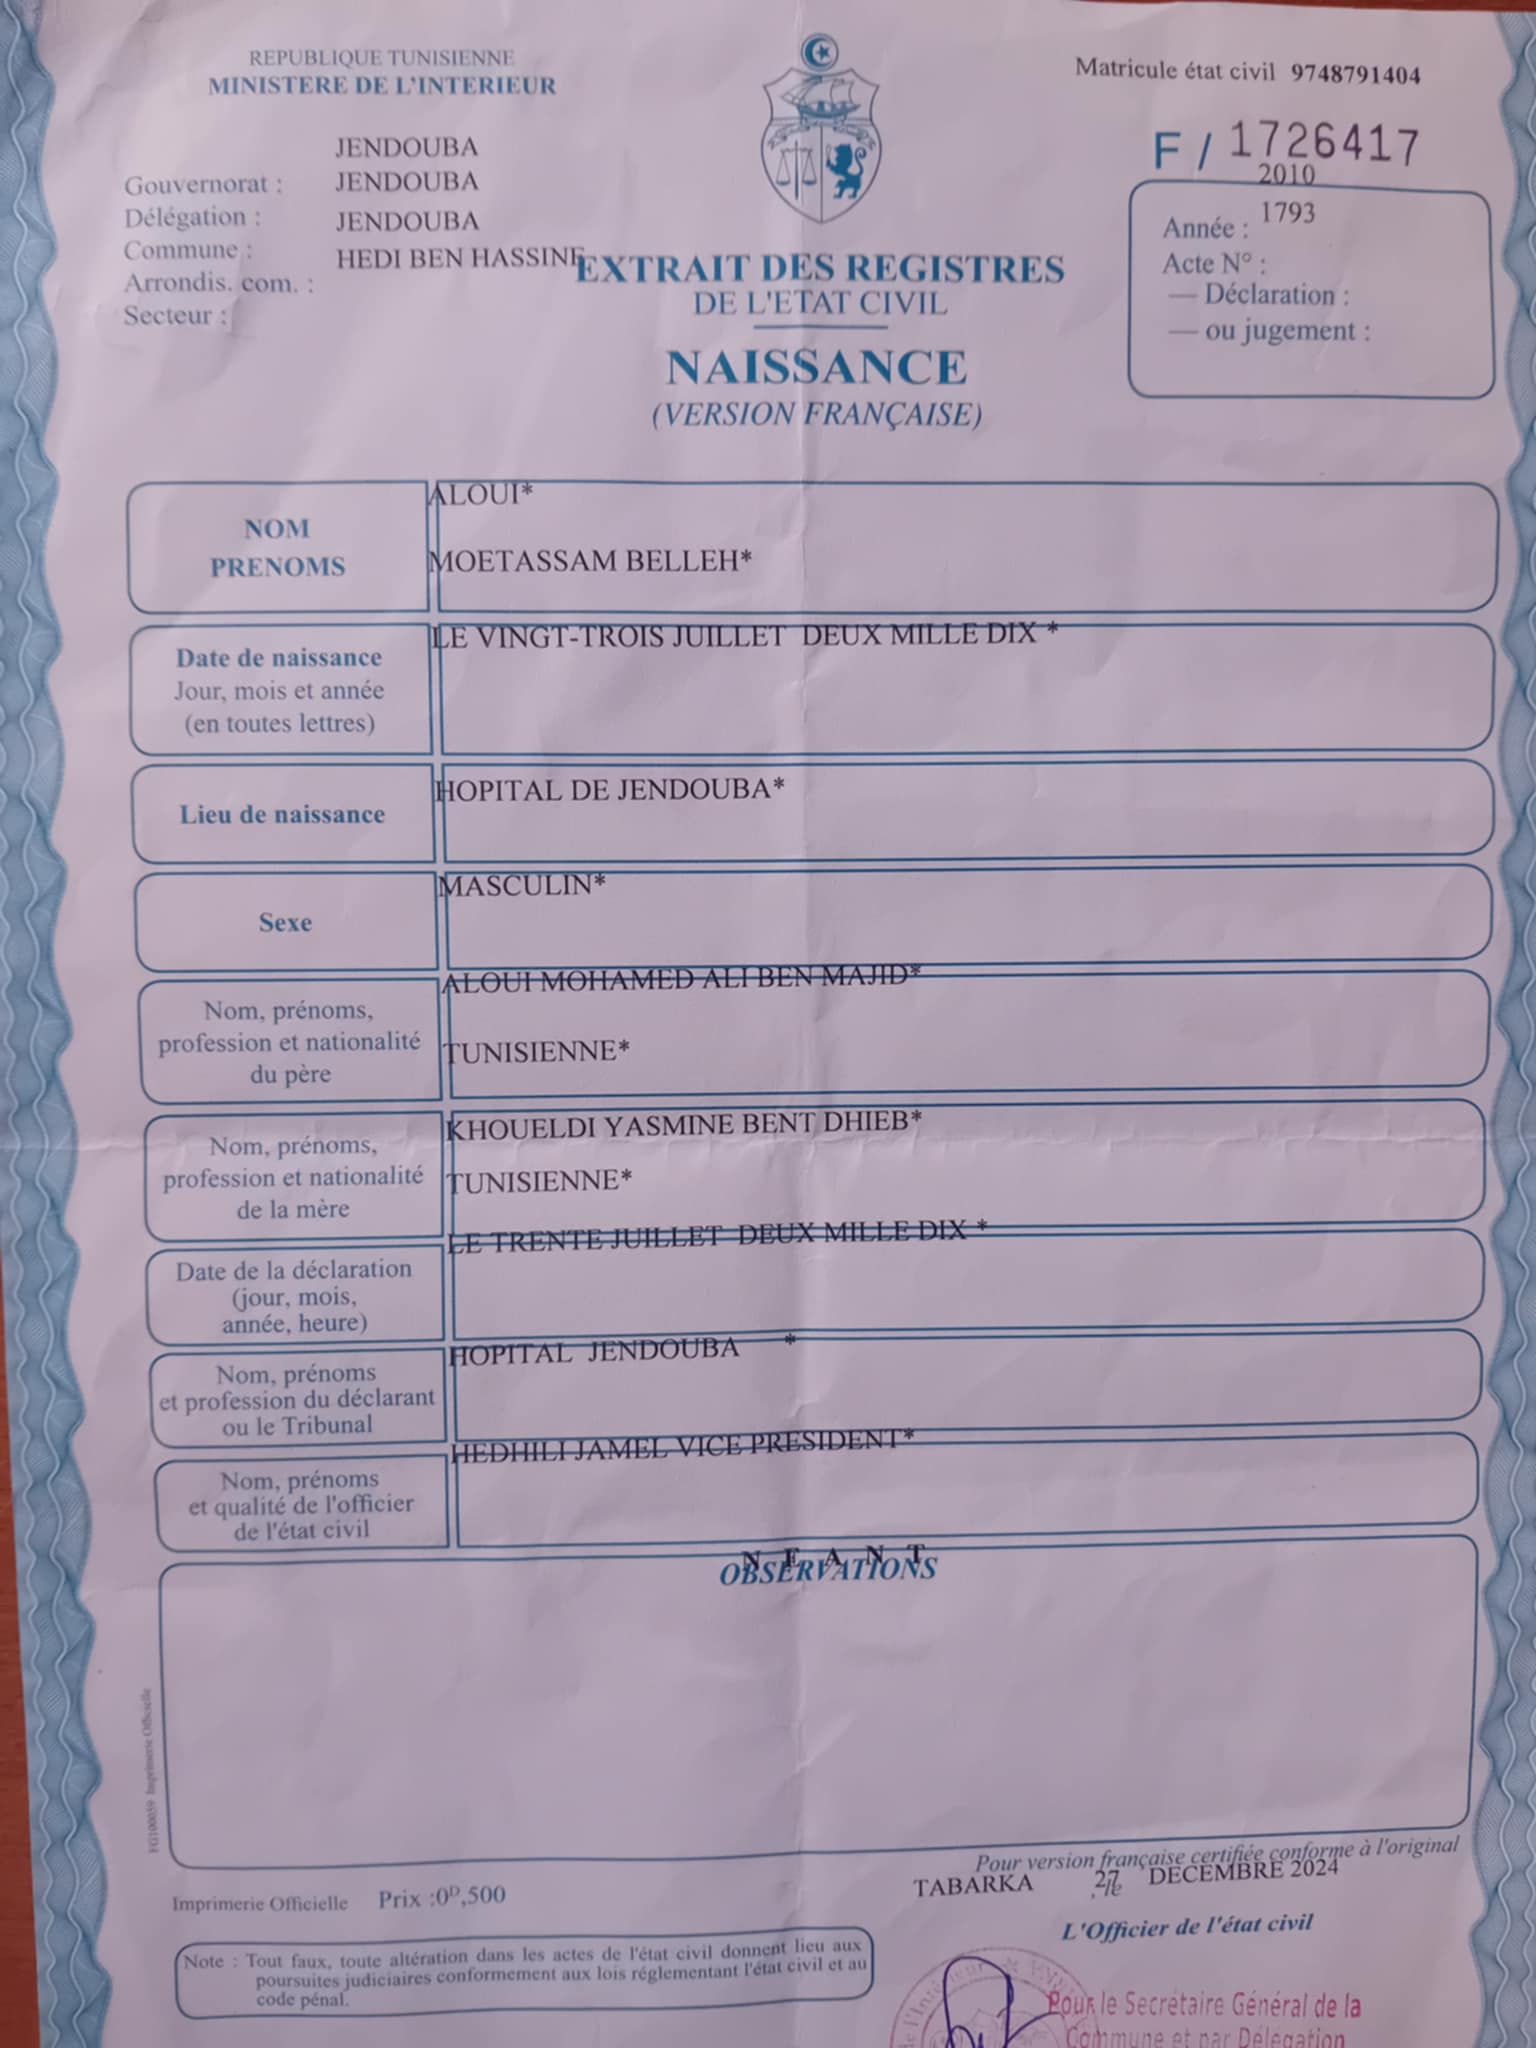 REPUBLIQUE TUNISIENNE
MINISTERE DE L'INTERIEUR
Matricule état civil 9748791404
F / 1726417
JENDOUBA
Gouvernorat : JENDOUBA
Délégation : JENDOUBA
Commune : HEDI BEN HASSINE
Arrondis. com. :
Secteur :
2010
Année : 1793
Acte N° :
— Déclaration :
— ou jugement :
EXTRAIT DES REGISTRES
DE L'ETAT CIVIL
NAISSANCE
(VERSION FRANÇAISE)
NOM
PRENOMS
ALOUI*
MOETASSAM BELLEH*
Date de naissance
Jour, mois et année
(en toutes lettres)
LE VINGT-TROIS JUILLET DEUX MILLE DIX *
Lieu de naissance
HOPITAL DE JENDOUBA*
Sexe
MASCULIN*
Nom, prénoms,
profession et nationalité
du père
ALOUI MOHAMED ALI BEN MAJID*
TUNISIENNE*
Nom, prénoms,
profession et nationalité
de la mère
KHOUELDI YASMINE BENT DHIEB*
TUNISIENNE*
Date de la déclaration
(jour, mois,
année, heure)
LE TRENTE JUILLET DEUX MILLE DIX *
Nom, prénoms
et profession du déclarant
ou le Tribunal
HOPITAL JENDOUBA *
Nom, prénoms
et qualité de l'officier
de l'état civil
HEDHILI JAMEL VICE PRESIDENT*
N E A N T
OBSERVATIONS
FG100039 Imprimerie Officielle
Pour version française certifiée conforme à l'original
TABARKA 27 le DECEMBRE 2024
Imprimerie Officielle Prix :0D,500
L'Officier de l'état civil
Note : Tout faux, toute altération dans les actes de l'état civil donnent lieu aux
poursuites judiciaires conformement aux lois réglementant l'état civil et au
code pénal.
de l'Intérieur
Pour le Secrétaire Général de la
Commune et par Délégation